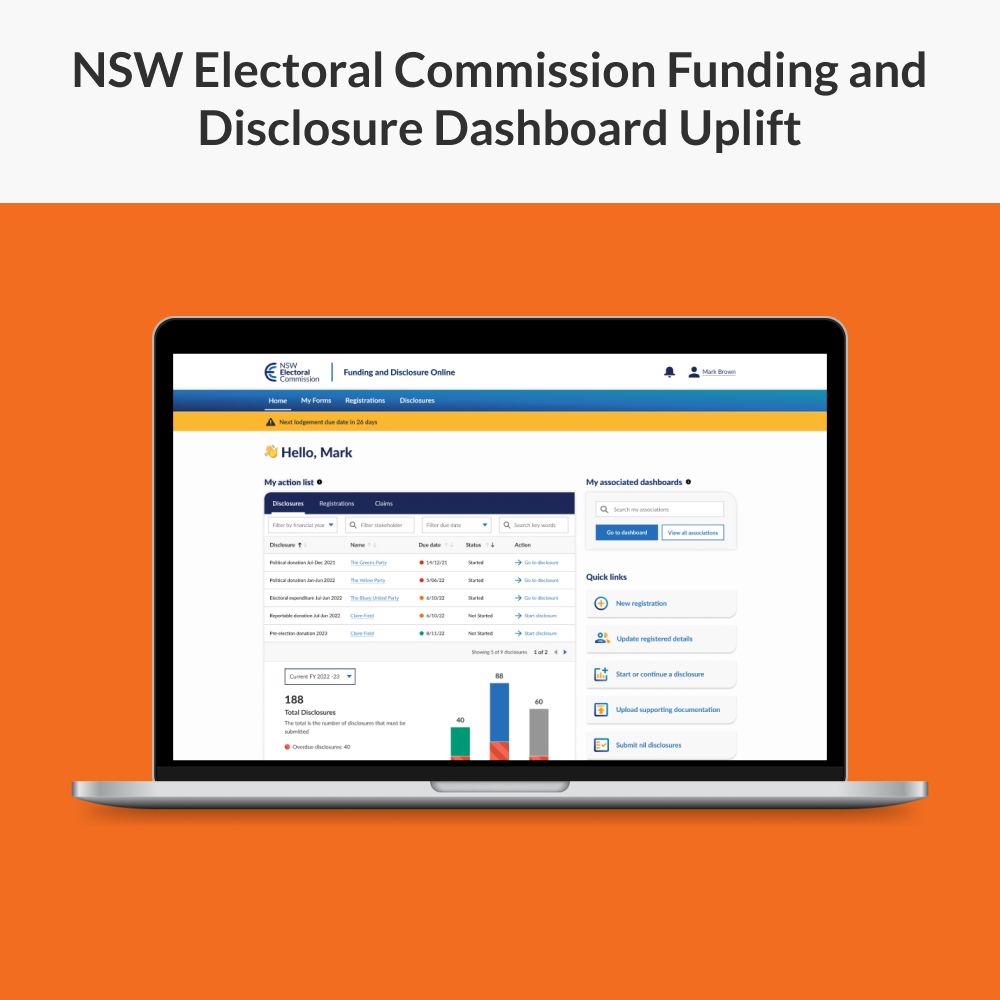 NSW Electoral Commission Funding and
Disclosure Dashboard Uplift
NSW
Electoral
Commission
Funding and Disclosure Online
Mark Brown
Home My Forms Registrations Disclosures
Next lodgement due date in 26 days
Hello, Mark
My action list
Disclosures Registrations Claims
Filter by financial year Filter stakeholder Filter due date Search key words
Disclosure Name Due date Status Action
Political donation Jul-Dec 2021 The Greens Party 14/12/21 Started Go to disclosure
Political donation Jan-Jun 2022 The Yellow Party 5/06/22 Started Go to disclosure
Electoral expenditure Jul-Jun 2022 The Blues United Party 6/10/22 Started Go to disclosure
Reportable donation Jul-Jun 2022 Claire Field 6/10/22 Not Started Start disclosure
Pre-election donation 2023 Claire Field 8/11/22 Not Started Start disclosure
Showing 5 of 9 disclosures 1 of 2
Current FY 2022 -23
188
Total Disclosures
The total is the number of disclosures that must be
submitted
Overdue disclosures: 40
40
88
60
My associated dashboards
Search my associations
Go to dashboard View all associations
Quick links
New registration
Update registered details
Start or continue a disclosure
Upload supporting documentation
Submit nil disclosures